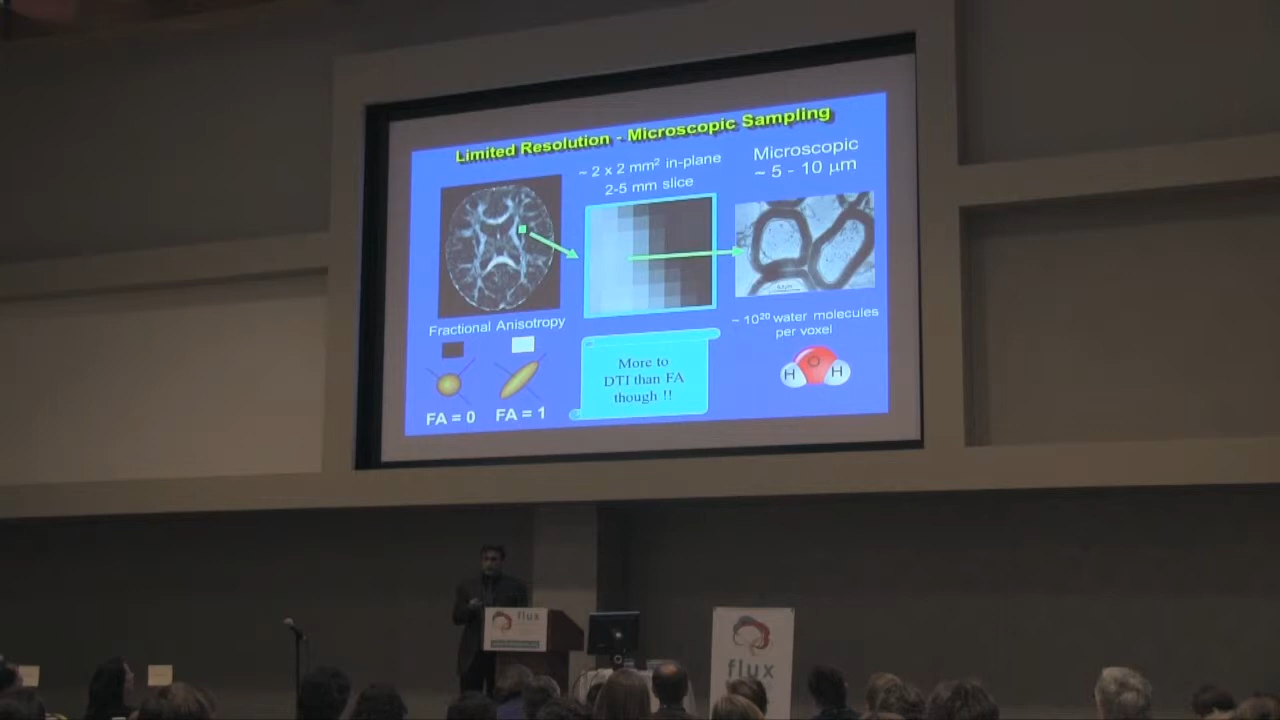 Limited Resolution - Microscopic Sampling
~ 2 x 2 mm² in-plane
2-5 mm slice
Microscopic
~ 5 - 10 μm
Fractional Anisotropy
FA = 0
FA = 1
More to
DTI than FA
though !!
~ 10²⁰ water molecules
per voxel
H O H
flux
flux